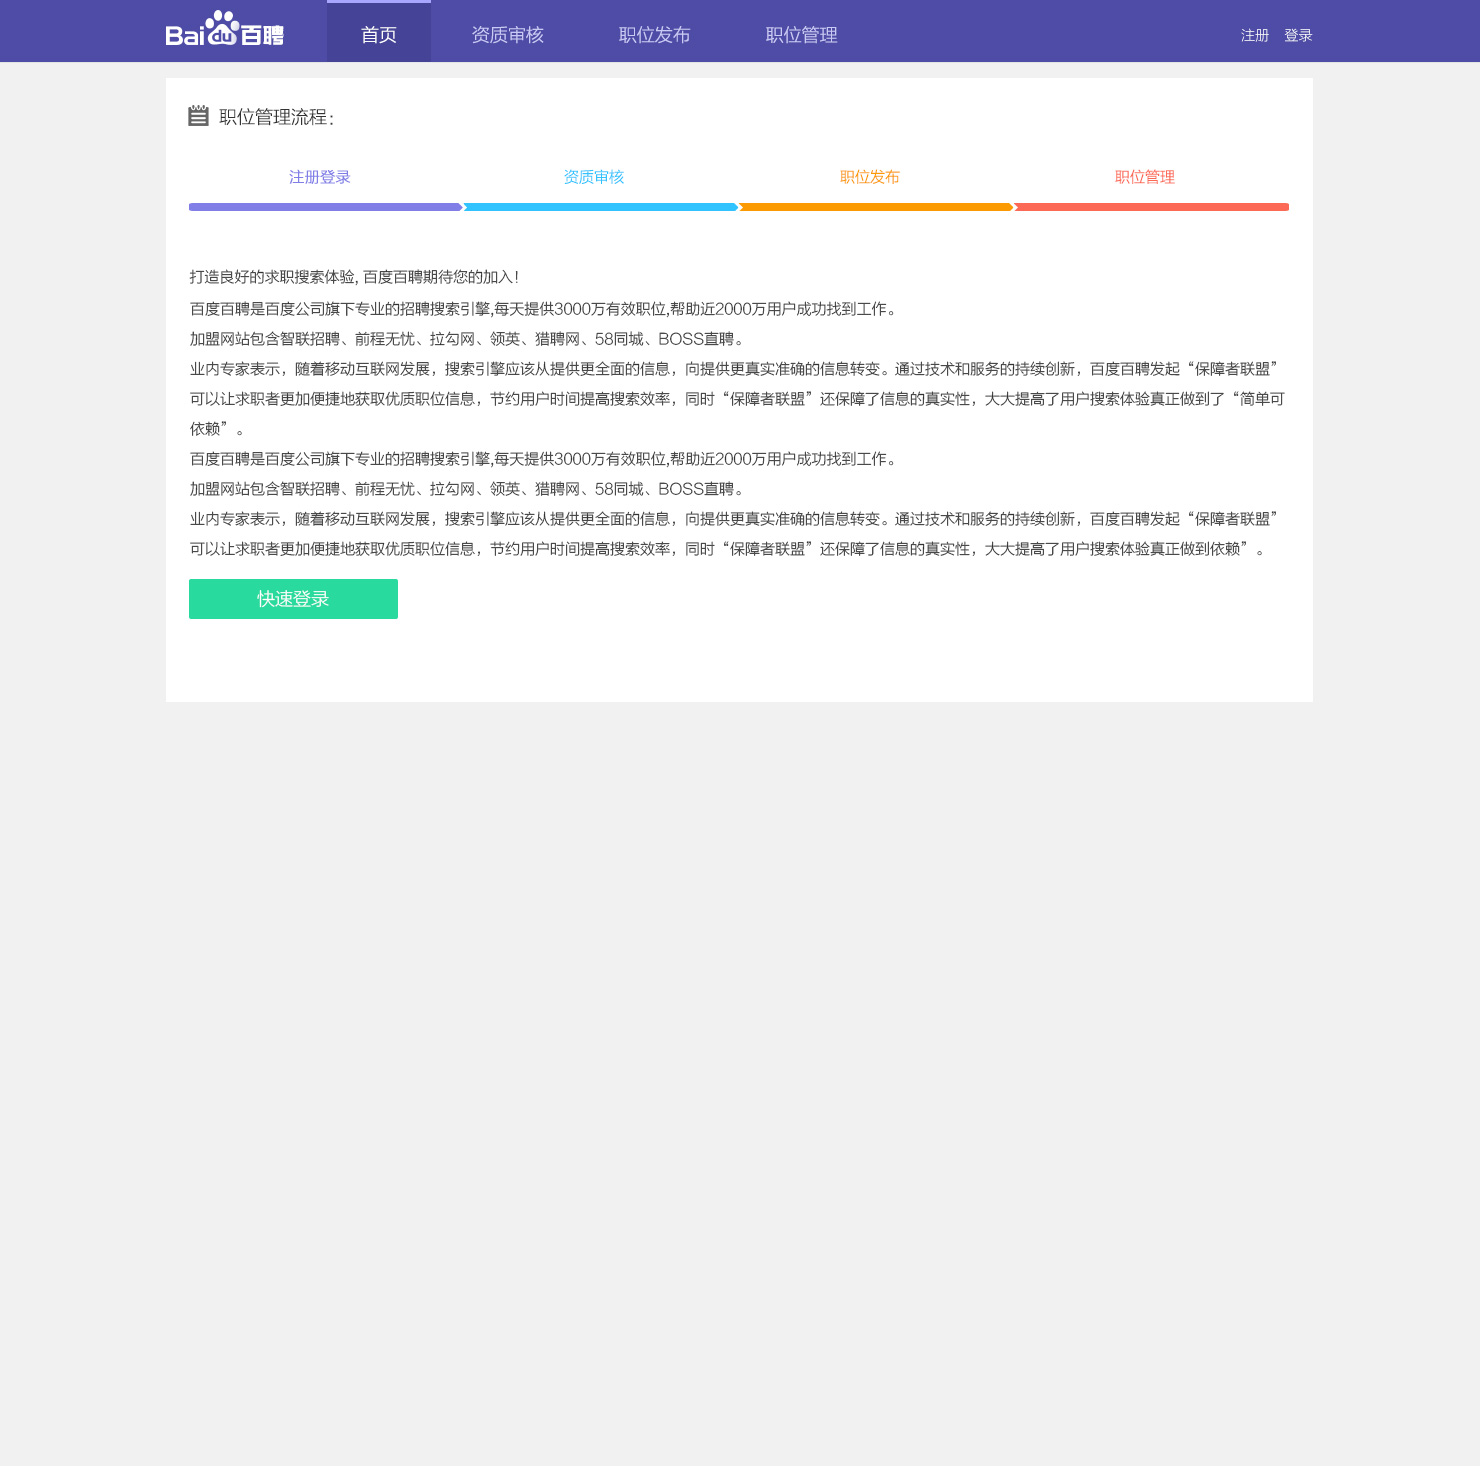 Bai du 百聘
首页 资质审核 职位发布 职位管理 注册 登录
职位管理流程：
注册登录 资质审核 职位发布 职位管理
打造良好的求职搜索体验, 百度百聘期待您的加入！
百度百聘是百度公司旗下专业的招聘搜索引擎,每天提供3000万有效职位,帮助近2000万用户成功找到工作。
加盟网站包含智联招聘、前程无忧、拉勾网、领英、猎聘网、58同城、BOSS直聘。
业内专家表示，随着移动互联网发展，搜索引擎应该从提供更全面的信息，向提供更真实准确的信息转变。通过技术和服务的持续创新，百度百聘发起“保障者联盟”
可以让求职者更加便捷地获取优质职位信息，节约用户时间提高搜索效率，同时“保障者联盟”还保障了信息的真实性，大大提高了用户搜索体验真正做到了“简单可
依赖”。
百度百聘是百度公司旗下专业的招聘搜索引擎,每天提供3000万有效职位,帮助近2000万用户成功找到工作。
加盟网站包含智联招聘、前程无忧、拉勾网、领英、猎聘网、58同城、BOSS直聘。
业内专家表示，随着移动互联网发展，搜索引擎应该从提供更全面的信息，向提供更真实准确的信息转变。通过技术和服务的持续创新，百度百聘发起“保障者联盟”
可以让求职者更加便捷地获取优质职位信息，节约用户时间提高搜索效率，同时“保障者联盟”还保障了信息的真实性，大大提高了用户搜索体验真正做到依赖”。
快速登录